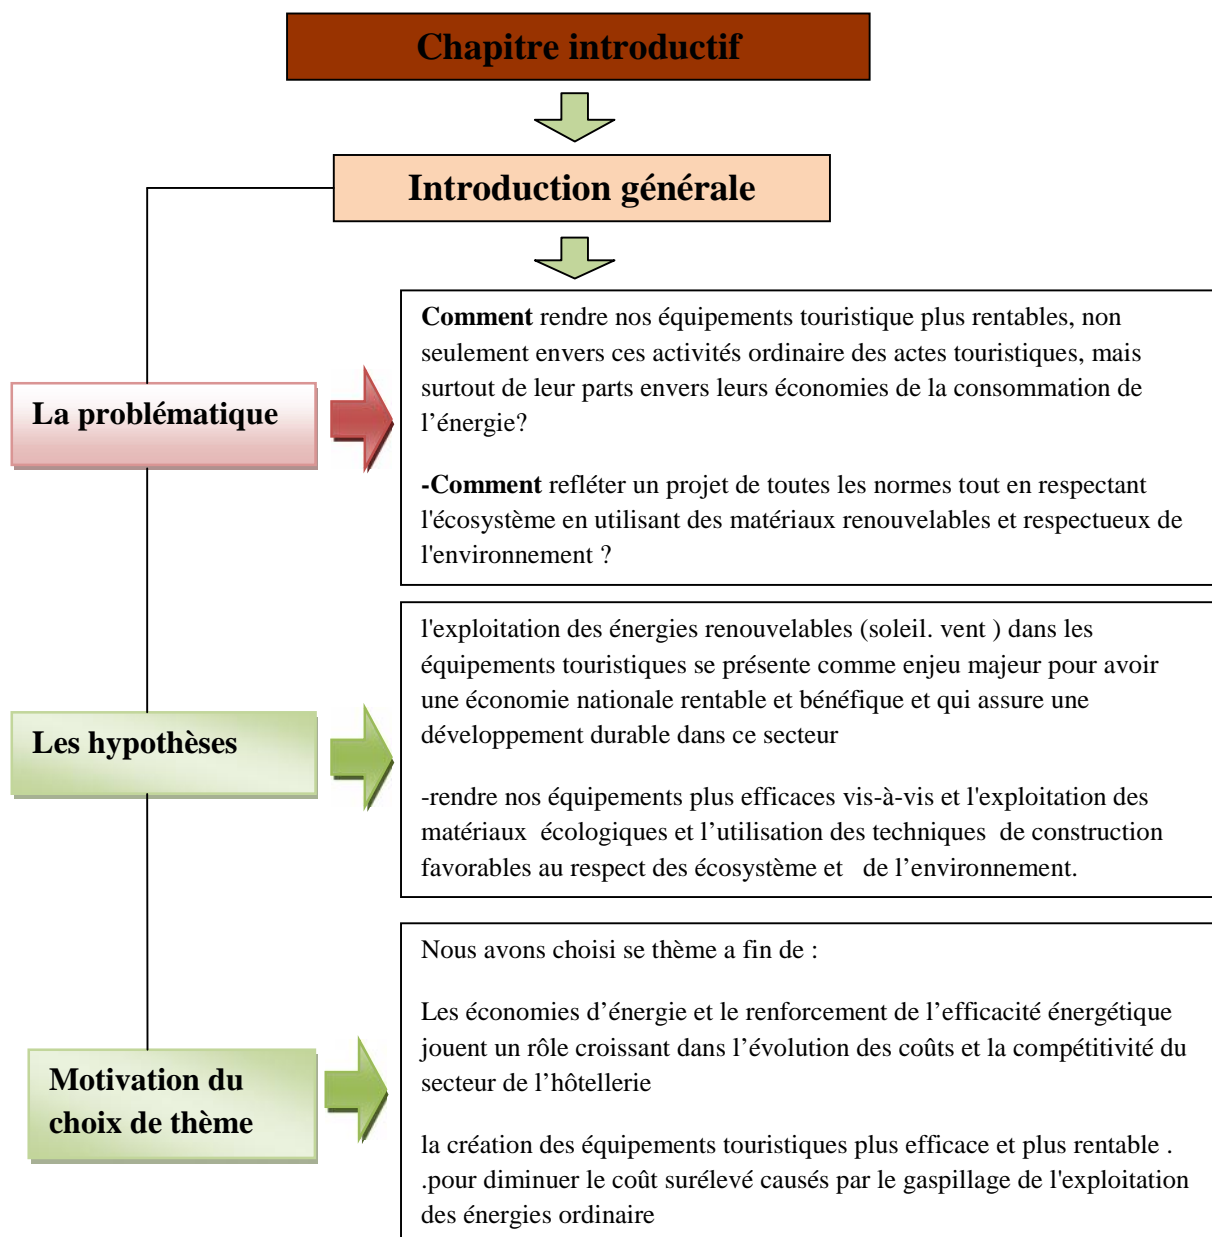 Chapitre introductif
Introduction générale
La problématique
Comment rendre nos équipements touristique plus rentables, non
seulement envers ces activités ordinaire des actes touristiques, mais
surtout de leur parts envers leurs économies de la consommation de
l’énergie?
-Comment refléter un projet de toutes les normes tout en respectant
l'écosystème en utilisant des matériaux renouvelables et respectueux de
l'environnement ?
Les hypothèses
l'exploitation des énergies renouvelables (soleil. vent ) dans les
équipements touristiques se présente comme enjeu majeur pour avoir
une économie nationale rentable et bénéfique et qui assure une
développement durable dans ce secteur
-rendre nos équipements plus efficaces vis-à-vis et l'exploitation des
matériaux écologiques et l’utilisation des techniques de construction
favorables au respect des écosystème et de l’environnement.
Motivation du
choix de thème
Nous avons choisi se thème a fin de :
Les économies d’énergie et le renforcement de l’efficacité énergétique
jouent un rôle croissant dans l’évolution des coûts et la compétitivité du
secteur de l’hôtellerie
la création des équipements touristiques plus efficace et plus rentable .
.pour diminuer le coût surélevé causés par le gaspillage de l'exploitation
des énergies ordinaire